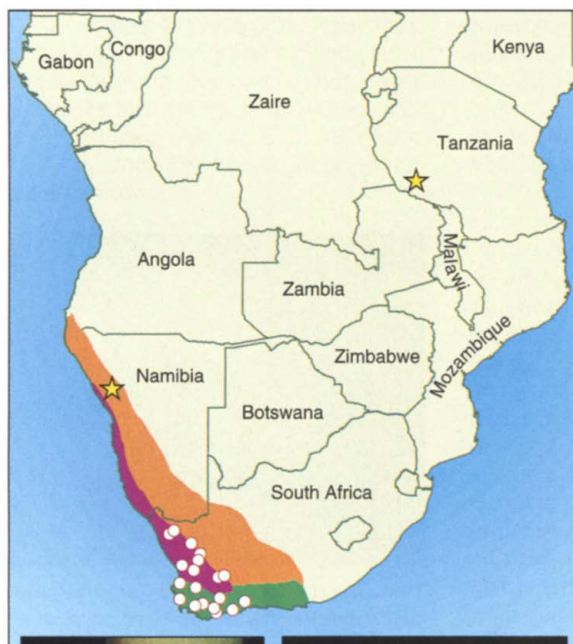 Gabon
Congo
Kenya
Zaire
Tanzania
Angola
Zambia
Malawi
Mozambique
Zimbabwe
Namibia
Botswana
South Africa